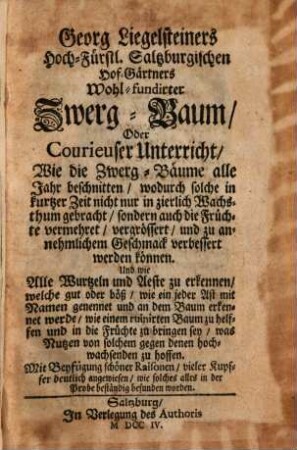 Georg Liegelsteiners
Hoch-Fürstl. Saltzburgischen
Hof-Gärtners
Wohl-fundirter
Zwerg-Baum/
Oder
Courieuser Unterricht/
Wie die Zwerg-Bäume alle
Jahr beschnitten/ wodurch solche in
kurtzer Zeit nicht nur in zierlich Wachs-
thum gebracht/ sondern auch die Früch-
te vermehret/ vergrössert/ und zu an-
nehmlichem Geschmack verbessert
werden können.
Und wie
Alle Wurtzeln und Aeste zu erkennen/
welche gut oder böß/ wie ein jeder Ast mit
Namen genennet und an dem Baum erken-
net werde/ wie einem ruinirten Baum zu helf-
fen und in die Früchte zu bringen sey/ was
Nutzen von solchem gegen denen hoch-
wachsenden zu hoffen.
Mit Beyfügung schöner Raisonen/ vieler Kupf-
fer deutlich angewiesen/ wie solches alles in der
Probe beständig befunden worden.
Saltzburg/
In Verlegung des Authoris
M DCC IV.